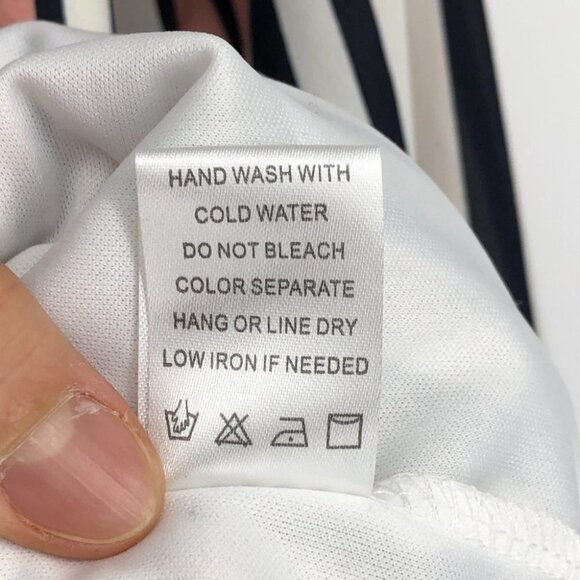 HAND WASH WITH
COLD WATER
DO NOT BLEACH
COLOR SEPARATE
HANG OR LINE DRY
LOW IRON IF NEEDED